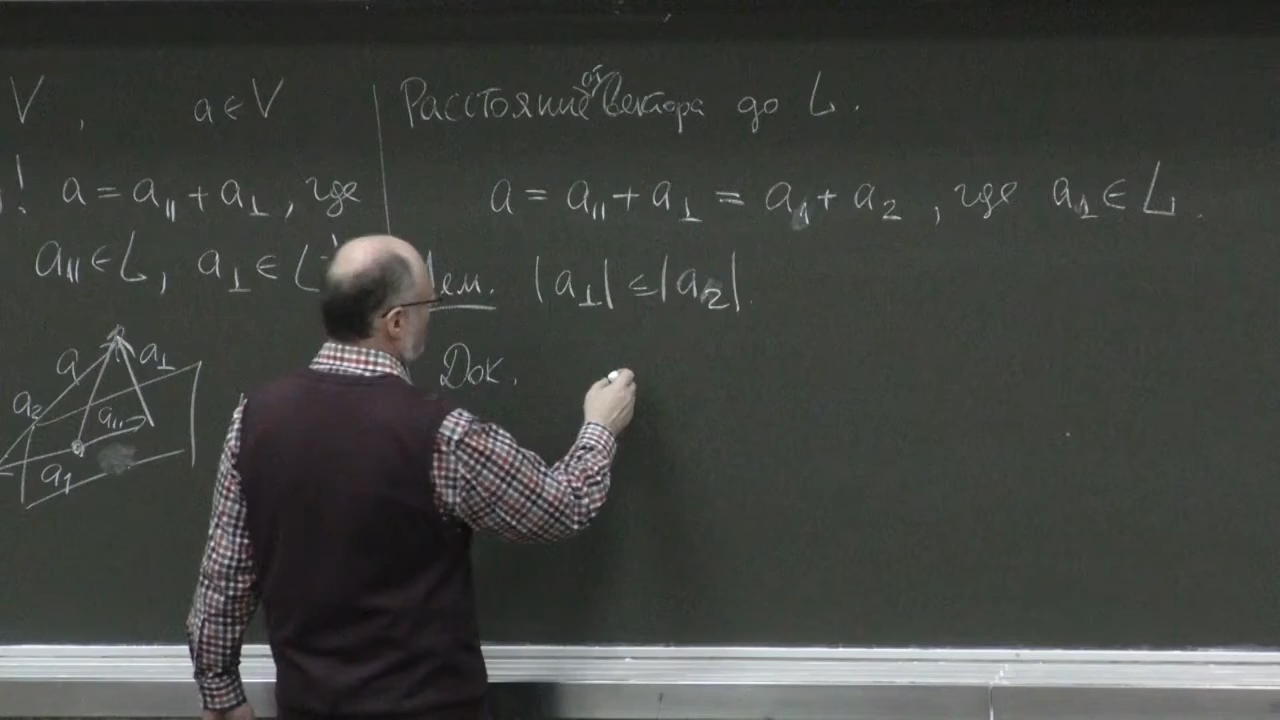 V, a ∈ V
! a = a∥ + a⊥, где
a∥ ∈ L, a⊥ ∈ L
a a⊥
a₂ a∥
a₁
Расстояние от вектора до L.
a = a∥ + a⊥ = a₁ + a₂, где a₁ ∈ L.
Лем. |a⊥| ≤ |a₂|.
Док.